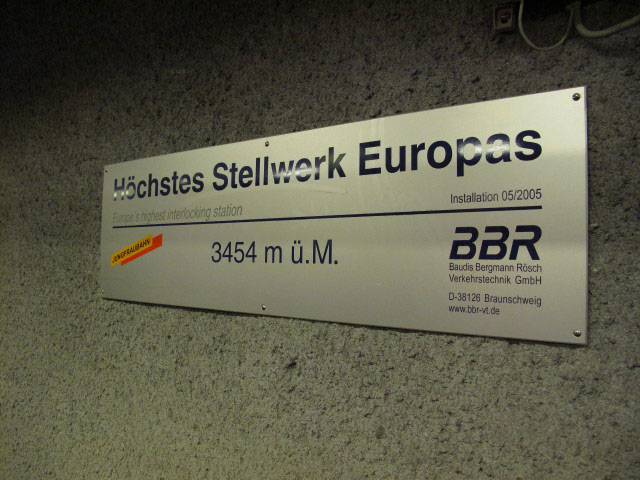 Höchstes Stellwerk Europas
Europe's highest interlocking station
Installation 05/2005
JUNGFRAUBAHN
3454 m ü.M.
BBR
Baudis Bergmann Rösch
Verkehrstechnik GmbH
D-38126 Braunschweig
www.bbr-vt.de